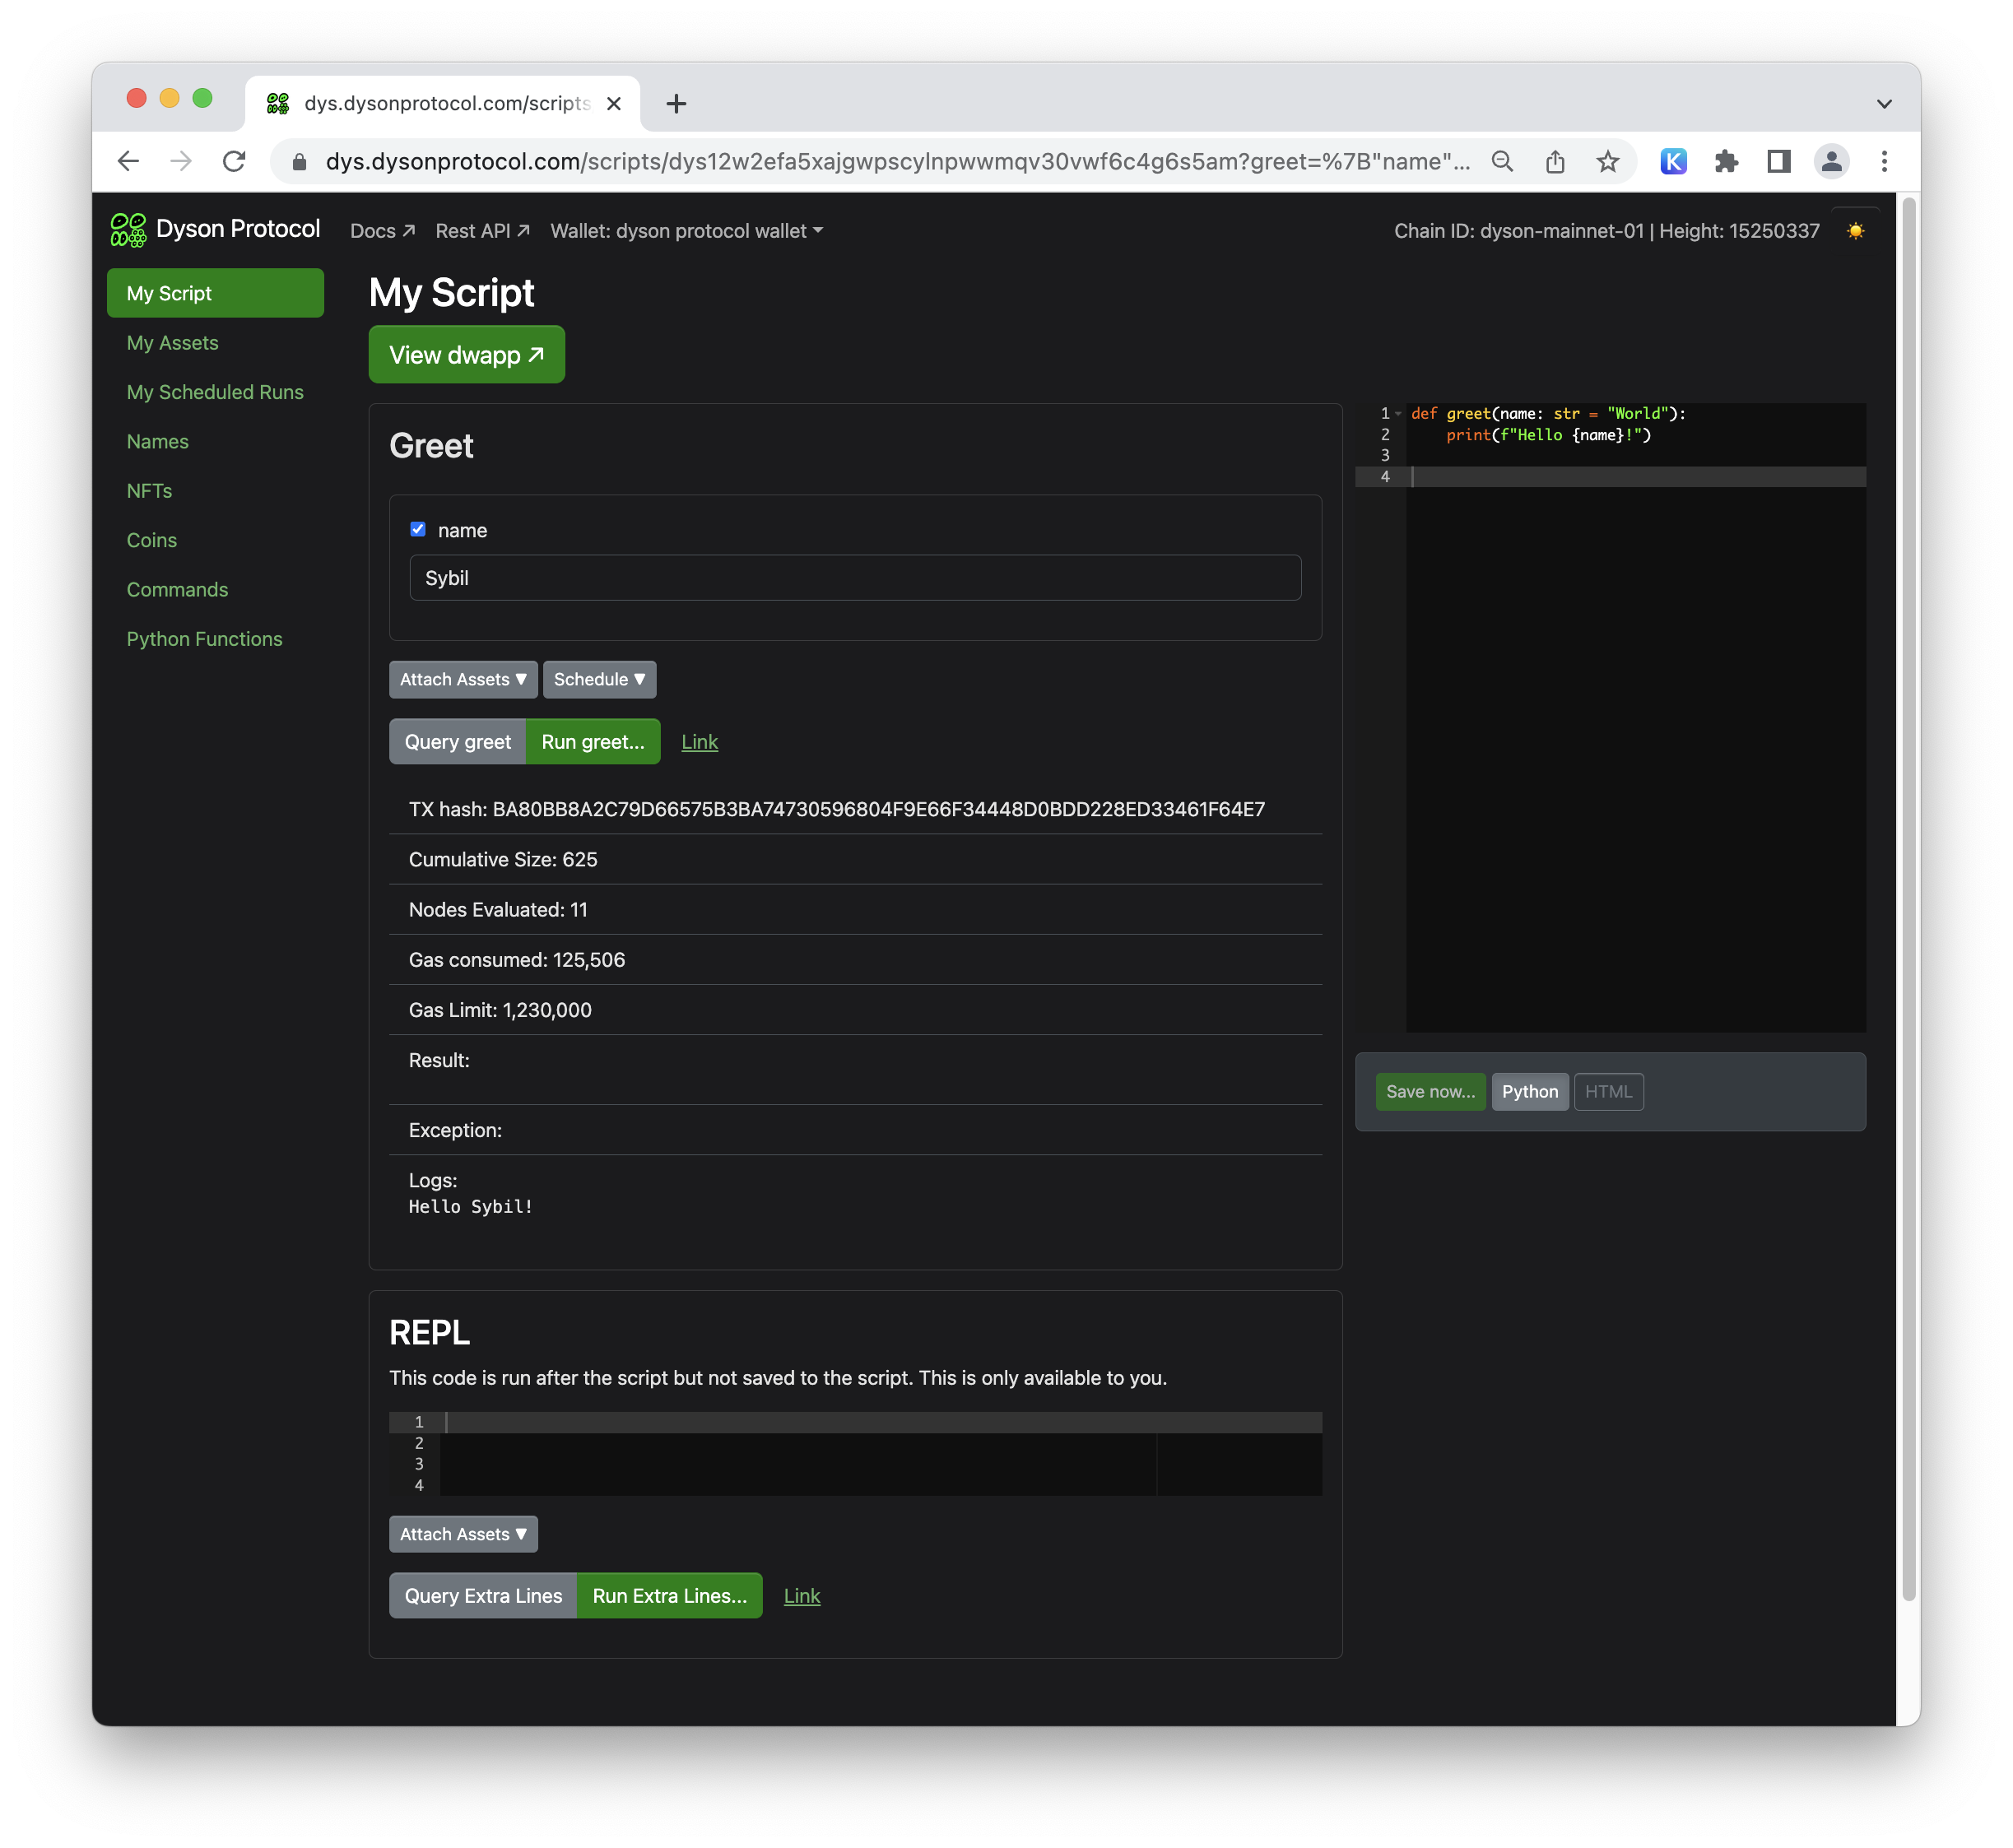 dys.dysonprotocol.com/scripts
dys.dysonprotocol.com/scripts/dys12w2efa5xajgwpscylnpwwmqv30vwf6c4g6s5am?greet=%7B"name"...
Dyson Protocol
Docs ↗ Rest API ↗ Wallet: dyson protocol wallet
Chain ID: dyson-mainnet-01 | Height: 15250337
My Script
My Assets
My Scheduled Runs
Names
NFTs
Coins
Commands
Python Functions
My Script
View dwapp ↗
Greet
name
Sybil
Attach Assets ▼ Schedule ▼
Query greet Run greet... Link
TX hash: BA80BB8A2C79D66575B3BA74730596804F9E66F34448D0BDD228ED33461F64E7
Cumulative Size: 625
Nodes Evaluated: 11
Gas consumed: 125,506
Gas Limit: 1,230,000
Result:
Exception:
Logs:
Hello Sybil!
1 def greet(name: str = "World"):
2 print(f"Hello {name}!")
3
4
Save now... Python HTML
REPL
This code is run after the script but not saved to the script. This is only available to you.
1
2
3
4
Attach Assets ▼
Query Extra Lines Run Extra Lines... Link